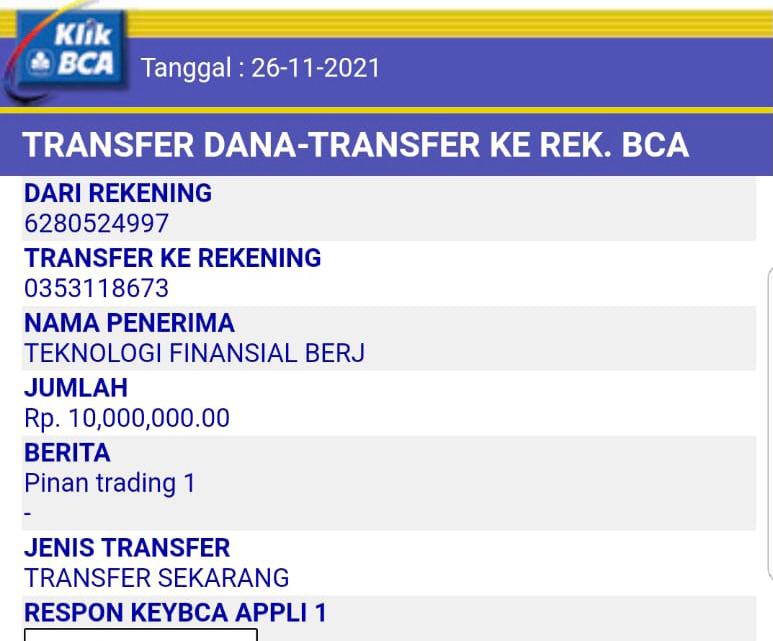 Klik
BCA
Tanggal : 26-11-2021
TRANSFER DANA-TRANSFER KE REK. BCA
DARI REKENING
6280524997
TRANSFER KE REKENING
0353118673
NAMA PENERIMA
TEKNOLOGI FINANSIAL BERJ
JUMLAH
Rp. 10,000,000.00
BERITA
Pinan trading 1
-
JENIS TRANSFER
TRANSFER SEKARANG
RESPON KEYBCA APPLI 1